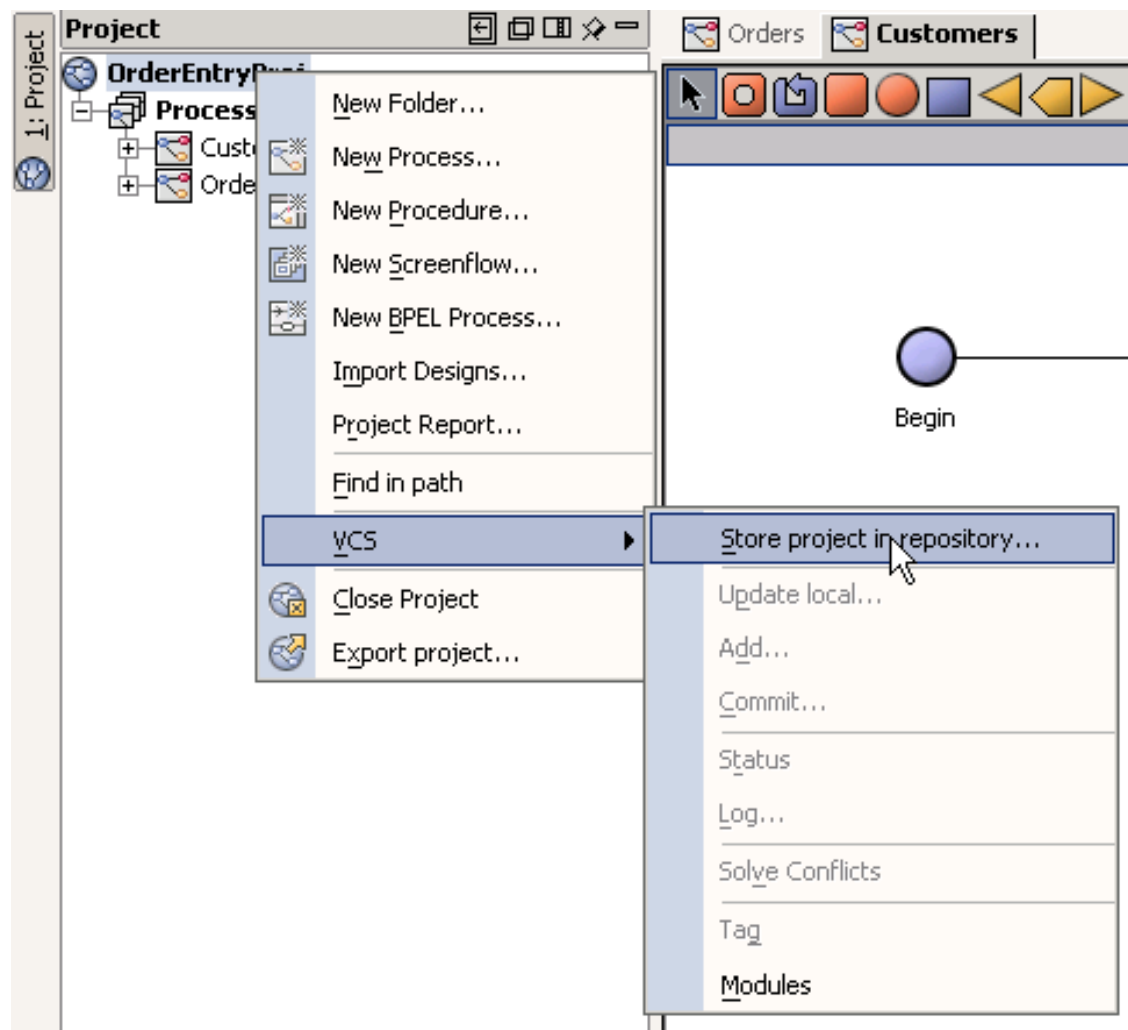 1: Project
Project
Orders
Customers
OrderEntryProj
Process
New Folder...
Custo
New Process...
Orde
New Procedure...
New Screenflow...
New BPEL Process...
Import Designs...
Project Report...
Begin
Find in path
VCS
Store project in repository...
Close Project
Update local...
Export project...
Add...
Commit...
Status
Log...
Solve Conflicts
Tag
Modules